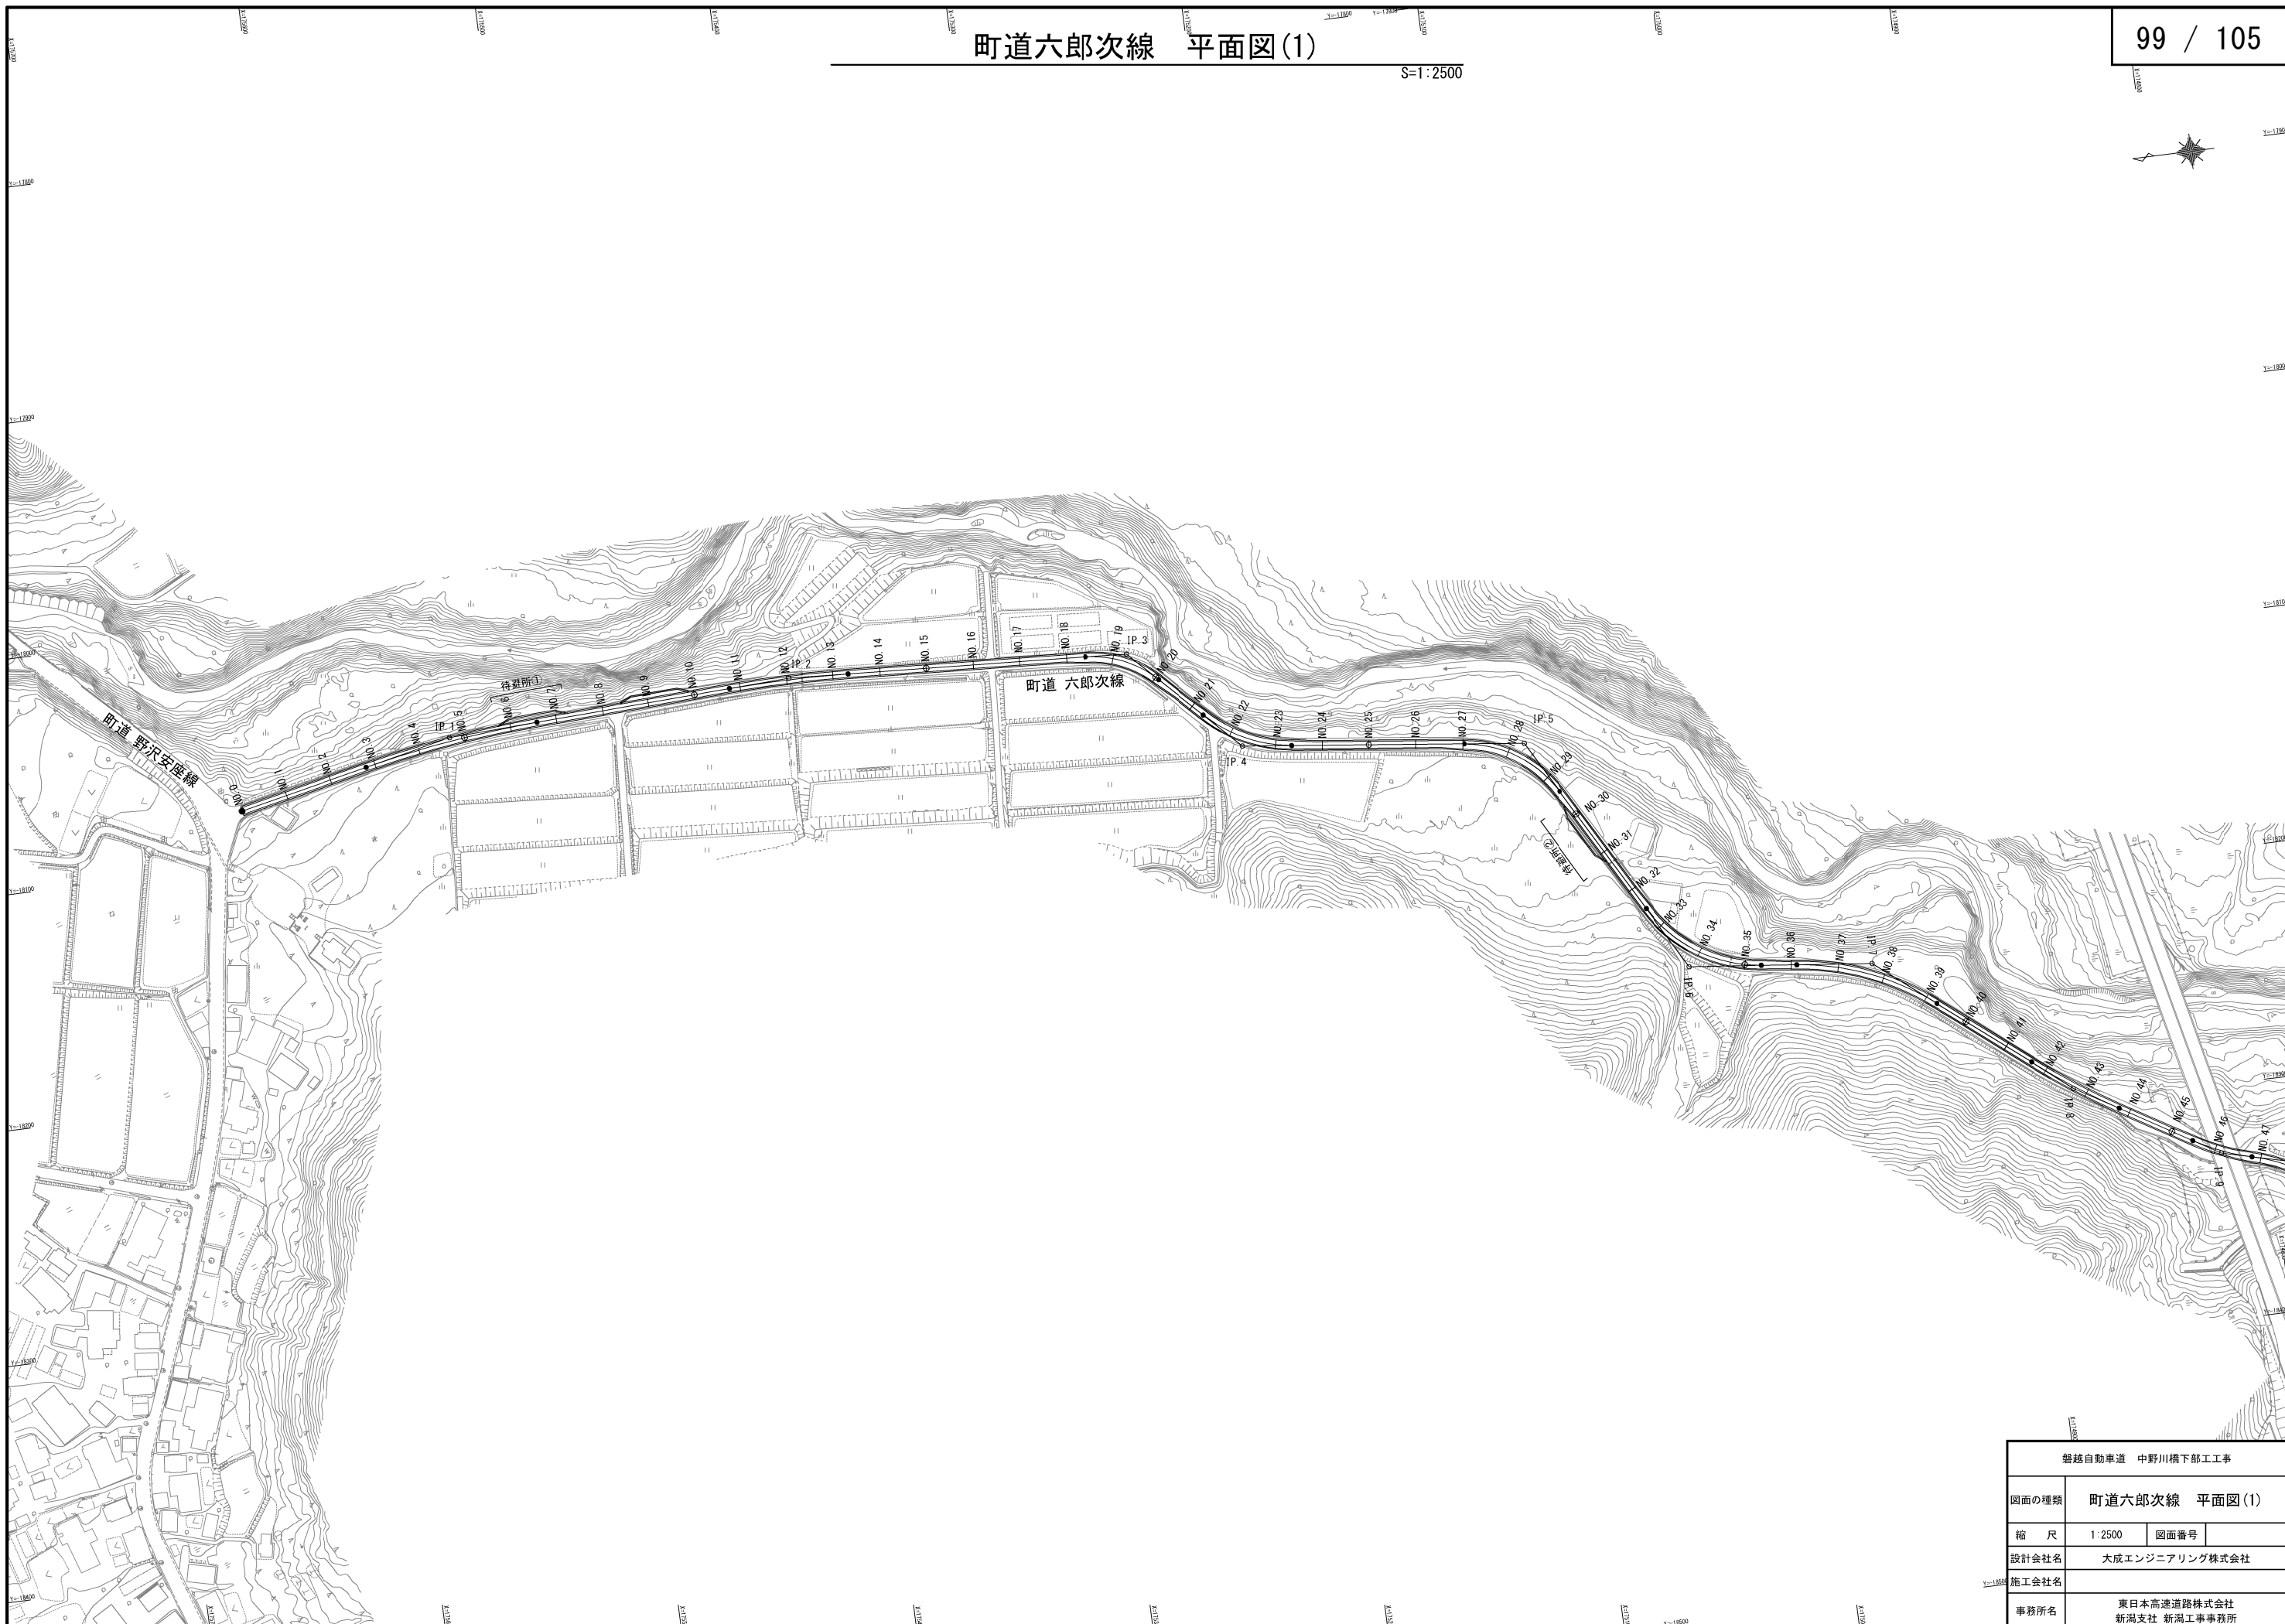 町道六郎次線　平面図(1)
S=1:2500
99 / 105
Y=-17800
Y=-17900
Y=-18000
Y=-18100
Y=-18200
Y=-18300
Y=-18400
町道 野沢安座線
NO.0
NO.1
NO.2
NO.3
NO.4
IP.1
NO.5
待避所①
NO.6
NO.7
NO.8
NO.9
NO.10
NO.11
NO.12
IP.2
NO.13
NO.14
NO.15
NO.16
NO.17
NO.18
NO.19
IP.3
町道 六郎次線
NO.20
NO.21
NO.22
IP.4
NO.23
NO.24
NO.25
NO.26
NO.27
NO.28
IP.5
NO.29
NO.30
待避所②
NO.31
NO.32
NO.33
IP.6
NO.34
NO.35
NO.36
NO.37
IP.7
NO.38
NO.39
NO.40
NO.41
NO.42
NO.43
IP.8
NO.44
NO.45
NO.46
IP.9
NO.47
磐越自動車道　中野川橋下部工工事
図面の種類　町道六郎次線　平面図(1)
縮　尺　1:2500　図面番号
設計会社名　大成エンジニアリング株式会社
施工会社名
事務所名　東日本高速道路株式会社
新潟支社 新潟工事事務所